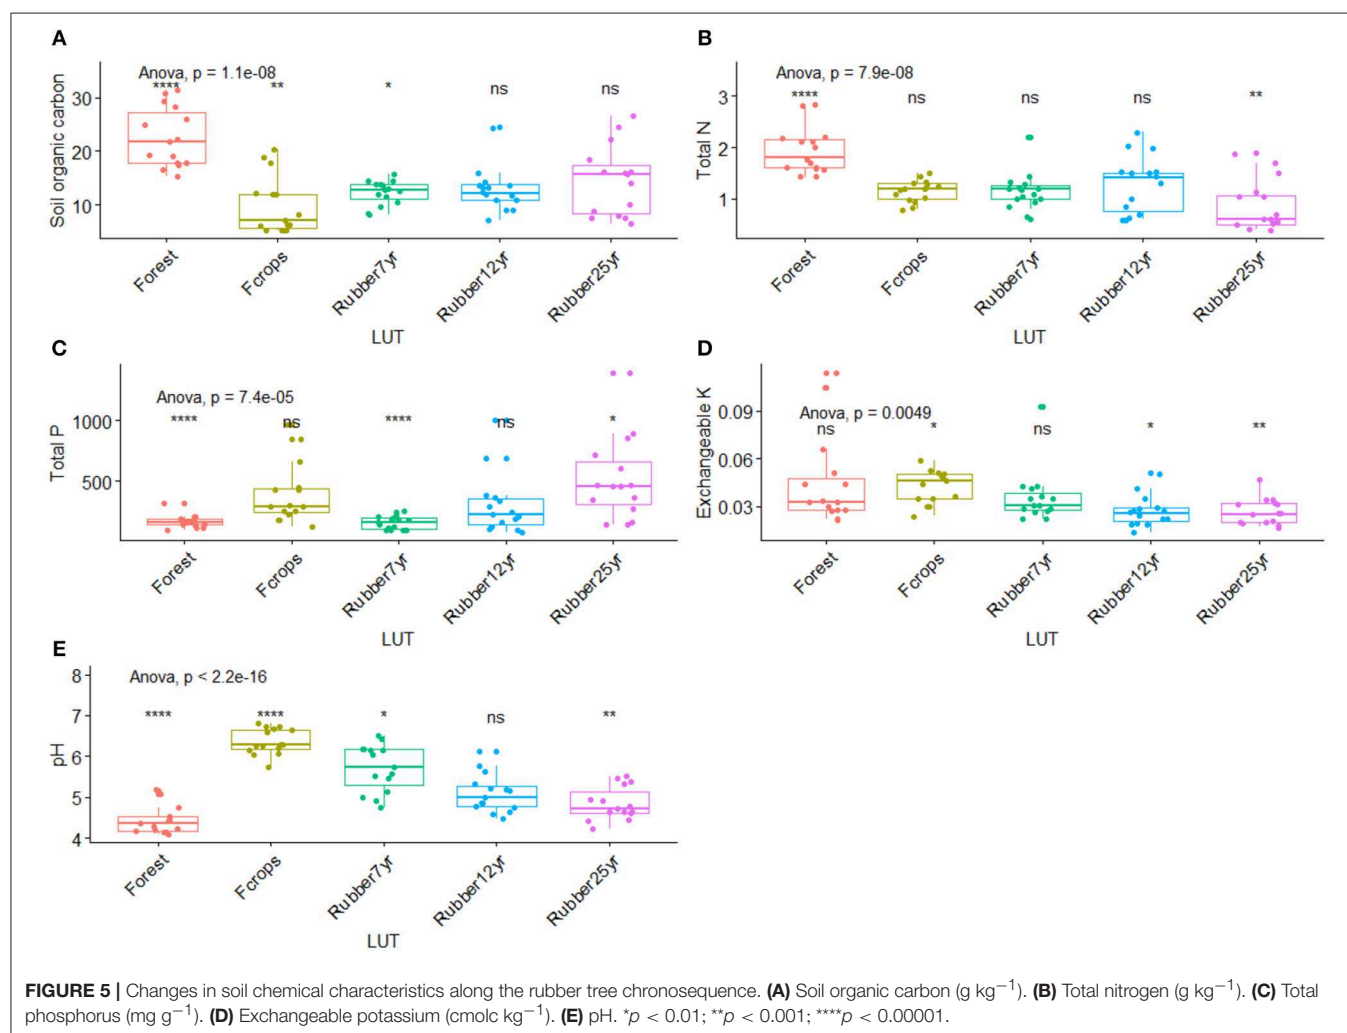 A
Anova, p = 1.1e-08
**** ** * ns ns
Soil organic carbon
30
20
10
Forest Fcrops Rubber7yr Rubber12yr Rubber25yr
LUT
B
Anova, p = 7.9e-08
**** ns ns ns **
Total N
3
2
1
Forest Fcrops Rubber7yr Rubber12yr Rubber25yr
LUT
C
Anova, p = 7.4e-05
**** ns **** ns *
Total P
1000
500
Forest Fcrops Rubber7yr Rubber12yr Rubber25yr
LUT
D
Anova, p = 0.0049
ns * ns * **
Exchangeable K
0.09
0.06
0.03
Forest Fcrops Rubber7yr Rubber12yr Rubber25yr
LUT
E
Anova, p < 2.2e-16
**** **** * ns **
pH
8
7
6
5
4
Forest Fcrops Rubber7yr Rubber12yr Rubber25yr
LUT
FIGURE 5 | Changes in soil chemical characteristics along the rubber tree chronosequence. (A) Soil organic carbon (g kg⁻¹). (B) Total nitrogen (g kg⁻¹). (C) Total
phosphorus (mg g⁻¹). (D) Exchangeable potassium (cmolc kg⁻¹). (E) pH. *p < 0.01; **p < 0.001; ****p < 0.00001.